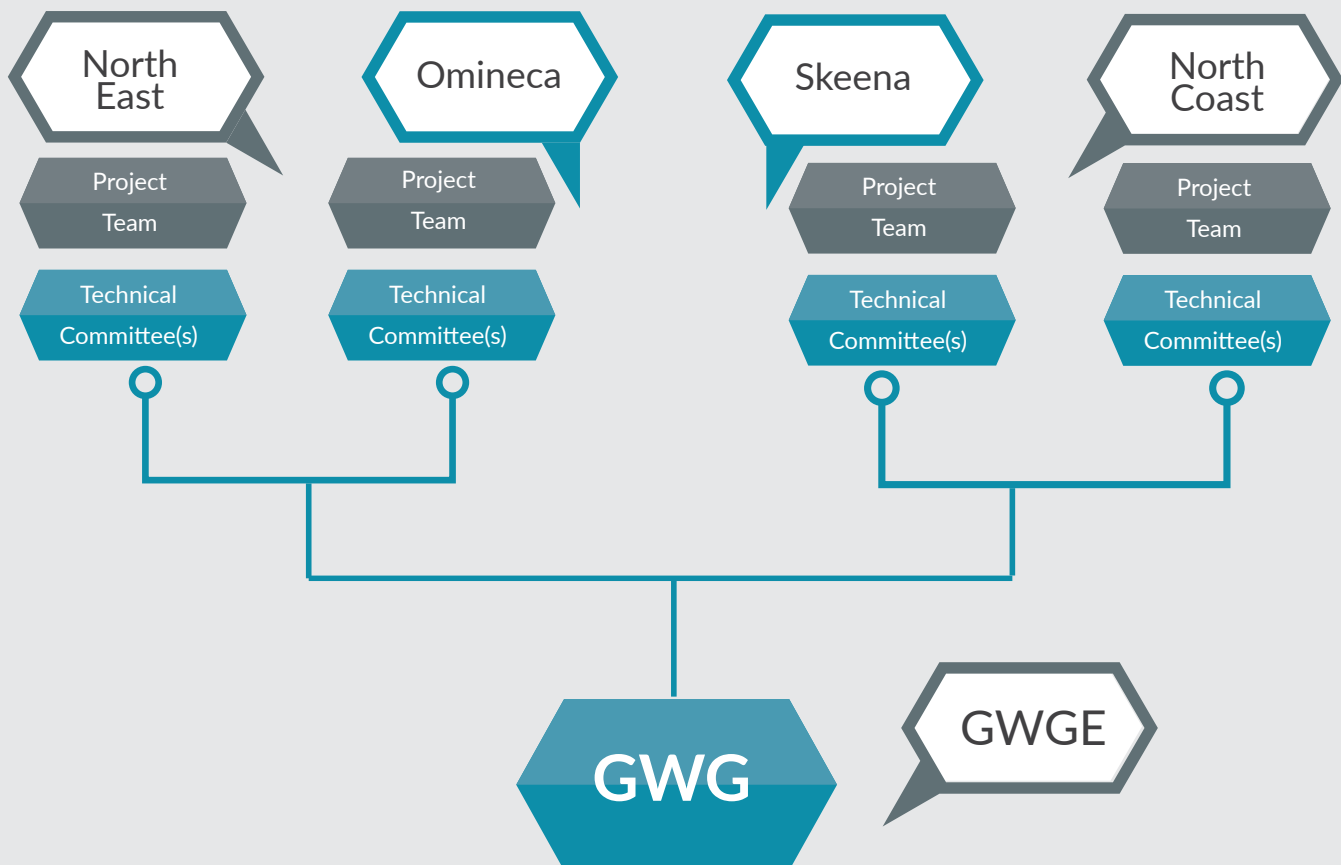 North
East
Project
Team
Technical
Committee(s)
Omineca
Project
Team
Technical
Committee(s)
Skeena
Project
Team
Technical
Committee(s)
North
Coast
Project
Team
Technical
Committee(s)
GWG
GWGE